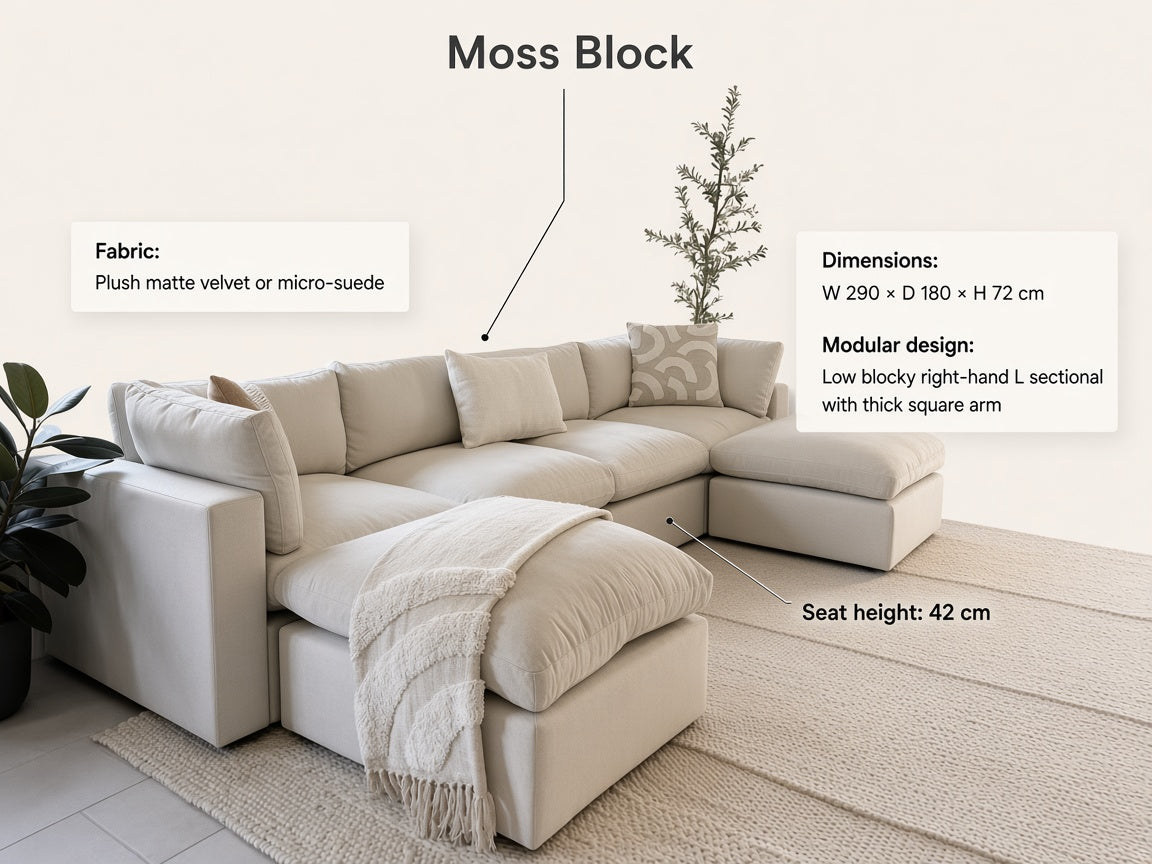 Moss Block
Fabric:
Plush matte velvet or micro-suede
Dimensions:
W 290 × D 180 × H 72 cm
Modular design:
Low blocky right-hand L sectional
with thick square arm
Seat height: 42 cm